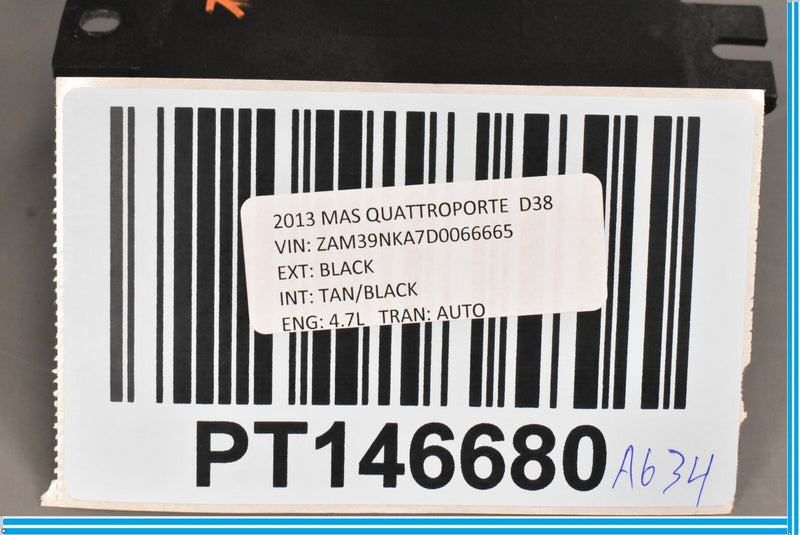 2013 MAS QUATTROPORTE D38
VIN: ZAM39NKA7D0066665
EXT: BLACK
INT: TAN/BLACK
ENG: 4.7L TRAN: AUTO
PT146680
A634